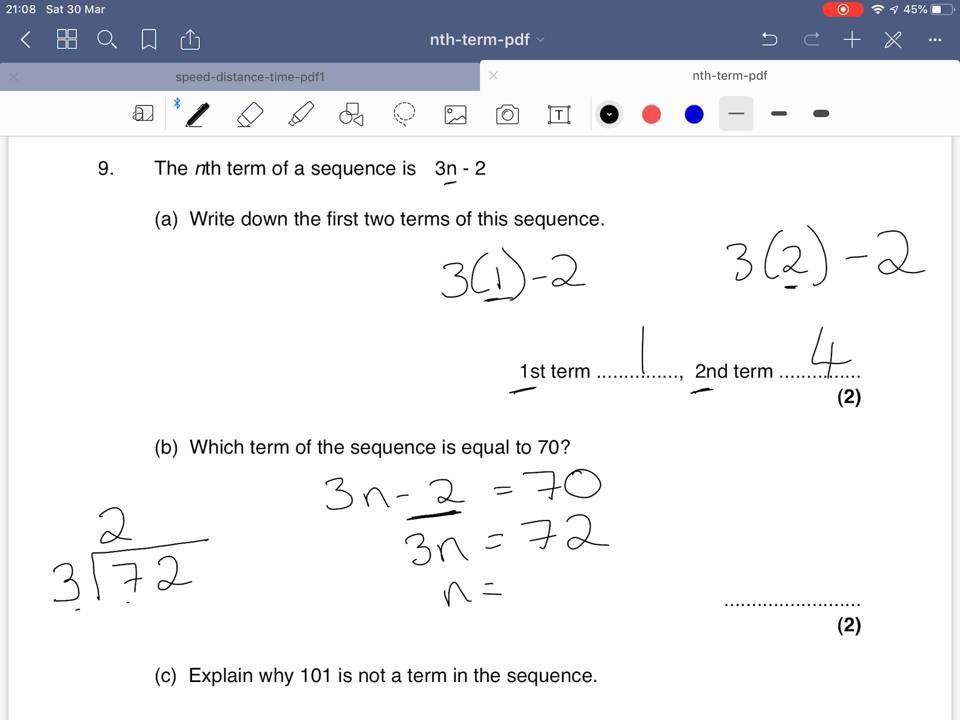 21:08 Sat 30 Mar 45%
nth-term-pdf
speed-distance-time-pdf1 nth-term-pdf
T
9. The nth term of a sequence is 3n - 2
(a) Write down the first two terms of this sequence.
3(1)-2 3(2)-2
1st term ..............., 2nd term ...............
1 4
(2)
(b) Which term of the sequence is equal to 70?
3n - 2 = 70
3n = 72
n =
2
3 72
.........................
(2)
(c) Explain why 101 is not a term in the sequence.